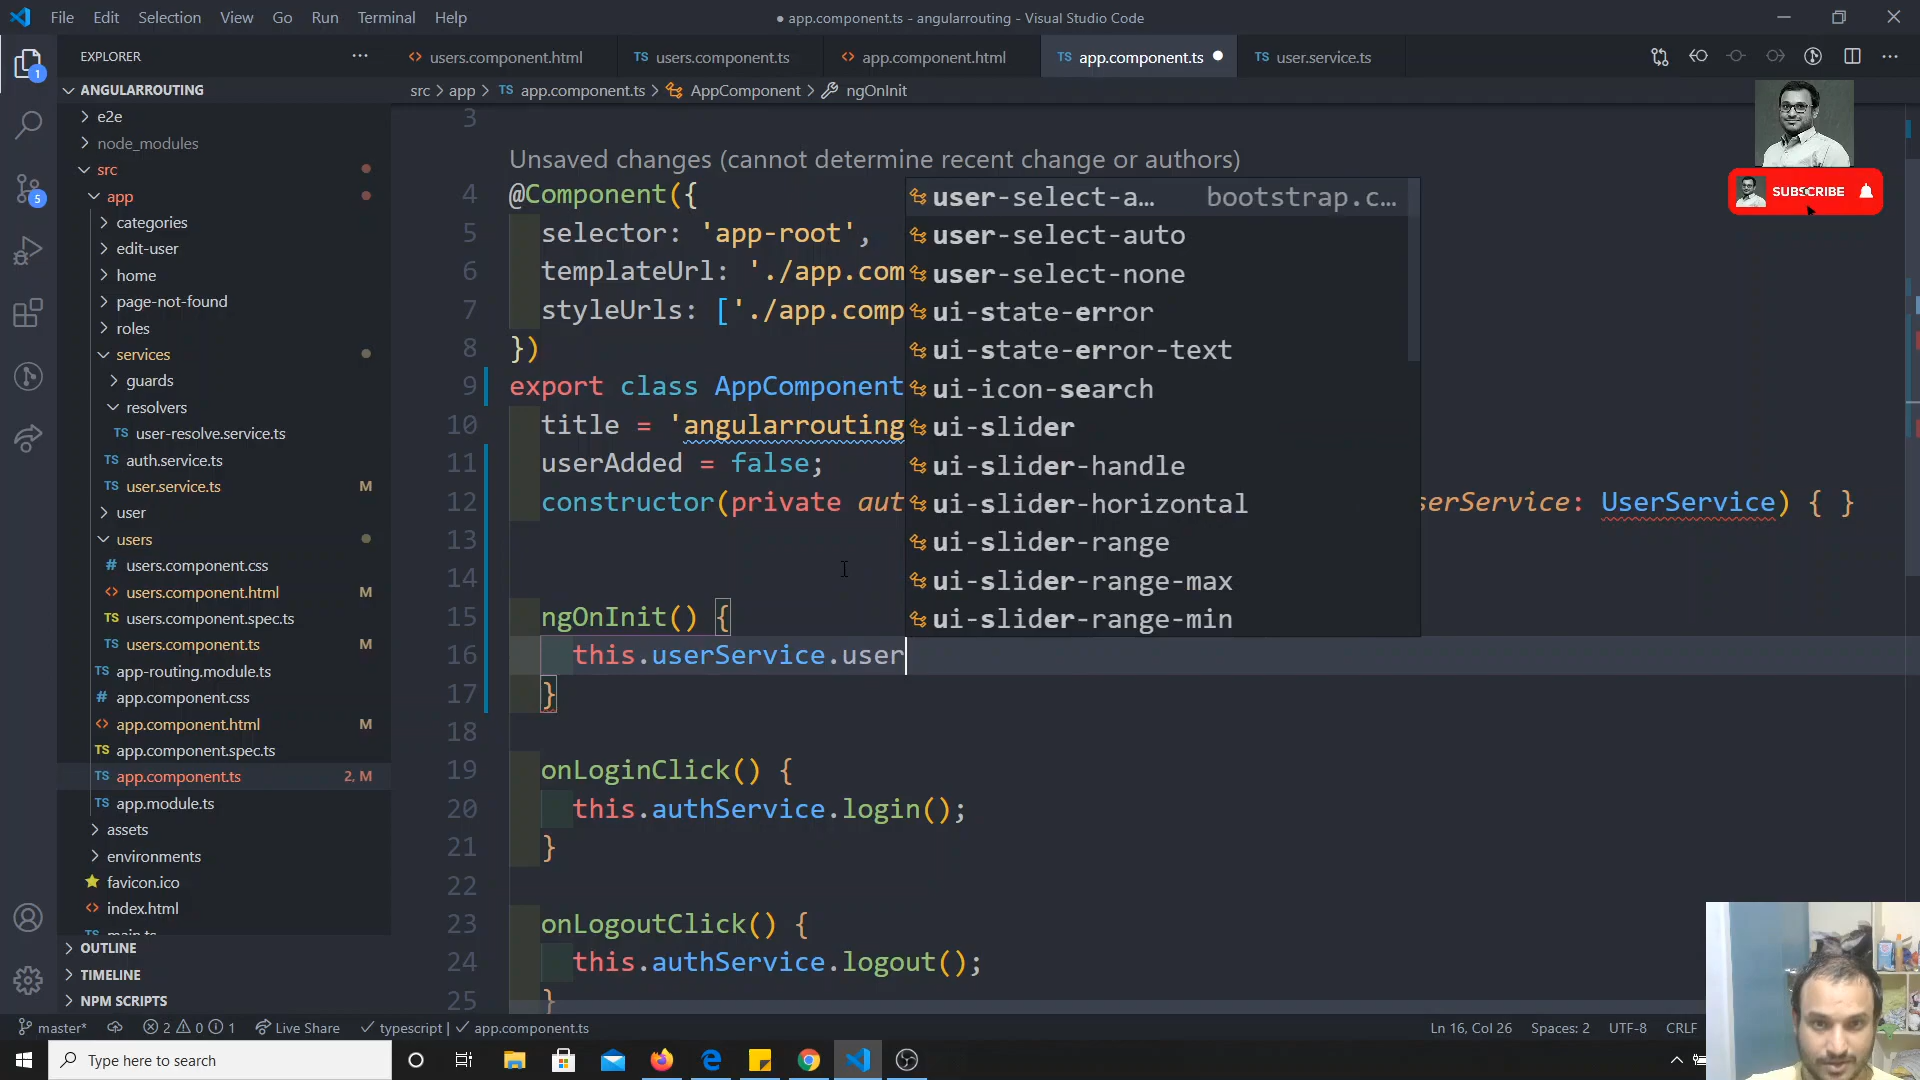 File Edit Selection View Go Run Terminal Help
● app.component.ts - angularrouting - Visual Studio Code
EXPLORER
users.component.html
TS users.component.ts
app.component.html
TS app.component.ts
TS user.service.ts
src > app > TS app.component.ts > AppComponent > ngOnInit
ANGULARROUTING
e2e
node_modules
src
app
categories
edit-user
home
page-not-found
roles
services
guards
resolvers
TS user-resolve.service.ts
TS auth.service.ts
TS user.service.ts M
user
users
# users.component.css
users.component.html M
TS users.component.spec.ts
TS users.component.ts M
TS app-routing.module.ts
# app.component.css
app.component.html M
TS app.component.spec.ts
TS app.component.ts 2, M
TS app.module.ts
assets
environments
favicon.ico
index.html
main.ts
OUTLINE
TIMELINE
NPM SCRIPTS
1
5
3
Unsaved changes (cannot determine recent change or authors)
4 @Component({
5 selector: 'app-root',
6 templateUrl: './app.com
7 styleUrls: ['./app.comp
8 })
9 export class AppComponent
10 title = 'angularrouting
11 userAdded = false;
12 constructor(private aut serService: UserService) { }
13
14
15 ngOnInit() {
16 this.userService.user
17 }
18
19 onLoginClick() {
20 this.authService.login();
21 }
22
23 onLogoutClick() {
24 this.authService.logout();
25 }
user-select-a... bootstrap.c...
user-select-auto
user-select-none
ui-state-error
ui-state-error-text
ui-icon-search
ui-slider
ui-slider-handle
ui-slider-horizontal
ui-slider-range
ui-slider-range-max
ui-slider-range-min
SUBSCRIBE
master* 2 0 1 Live Share typescript | app.component.ts
Ln 16, Col 26 Spaces: 2 UTF-8 CRLF
Type here to search